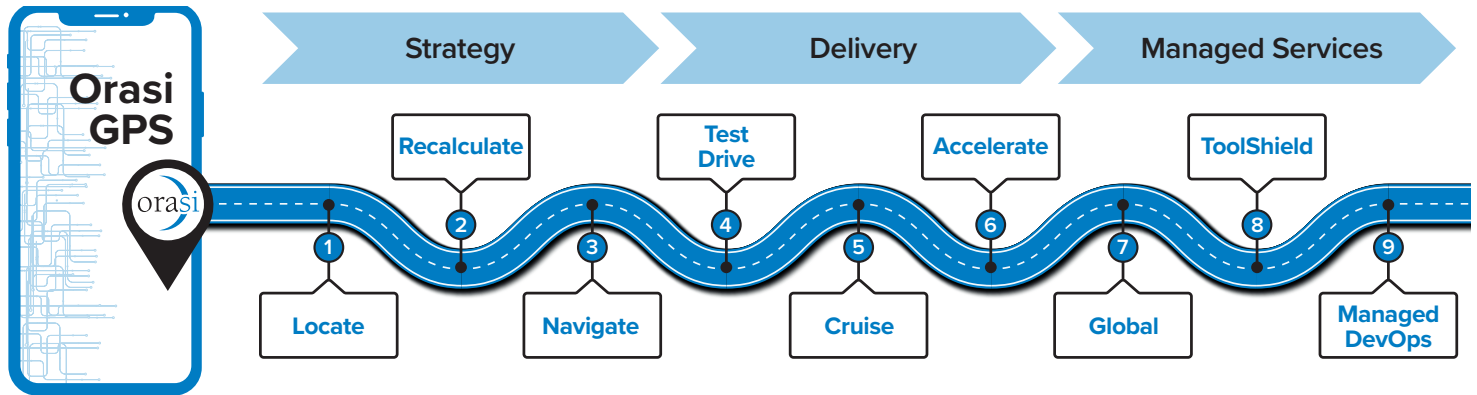 Orasi
GPS
orasi
Strategy
Delivery
Managed Services
1
Locate
2
Recalculate
3
Navigate
4
Test
Drive
5
Cruise
6
Accelerate
7
Global
8
ToolShield
9
Managed
DevOps